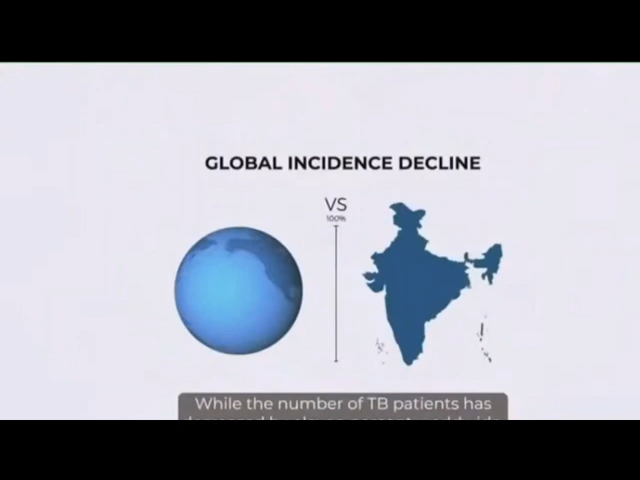 GLOBAL INCIDENCE DECLINE
VS
100%
While the number of TB patients has